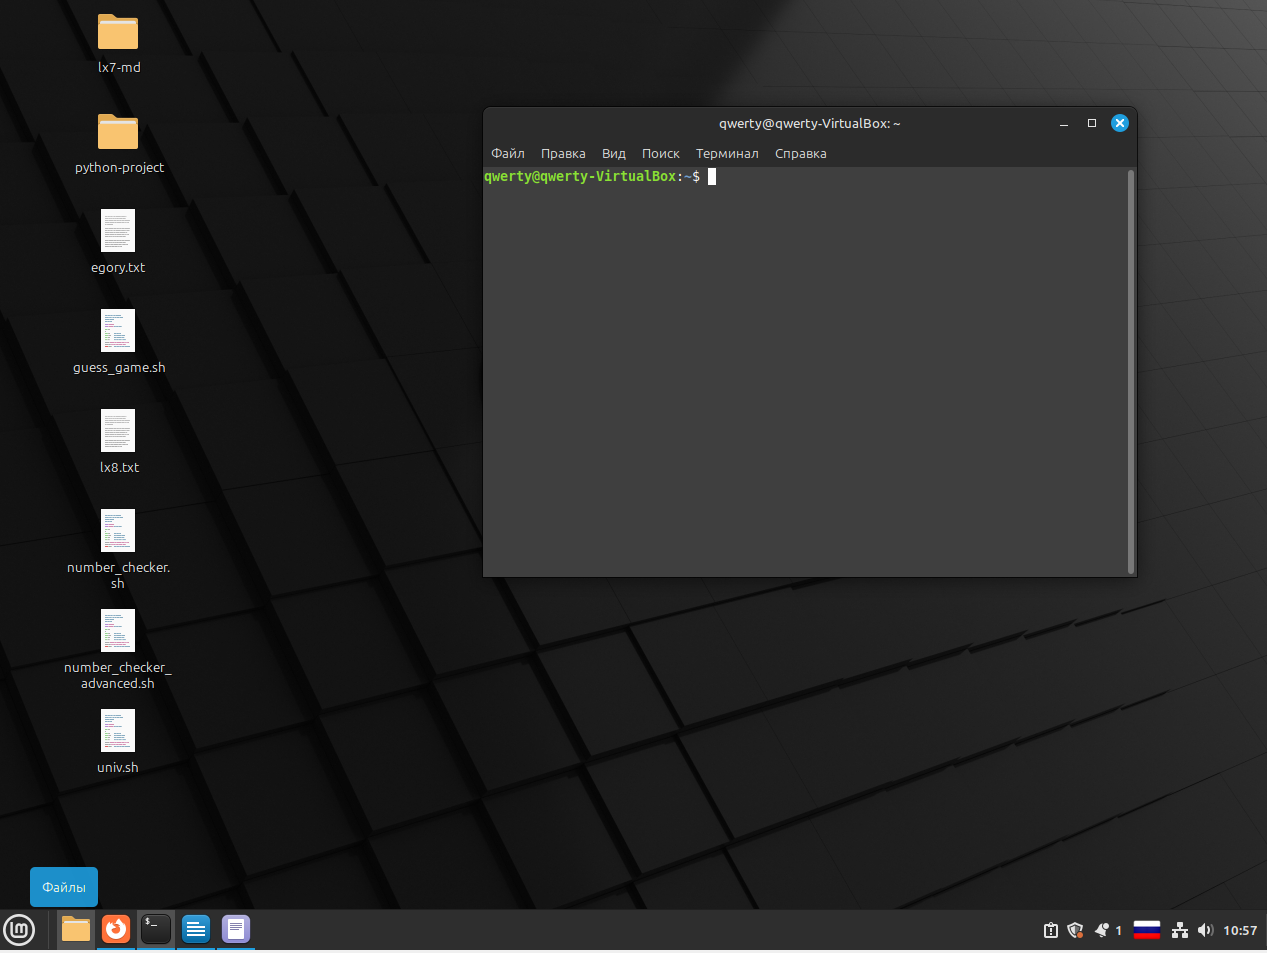 lx7-md
python-project
egory.txt
guess_game.sh
lx8.txt
number_checker.
sh
number_checker_
advanced.sh
univ.sh
qwerty@qwerty-VirtualBox: ~
Файл Правка Вид Поиск Терминал Справка
qwerty@qwerty-VirtualBox:~$
Файлы
lm
$_
1
10:57